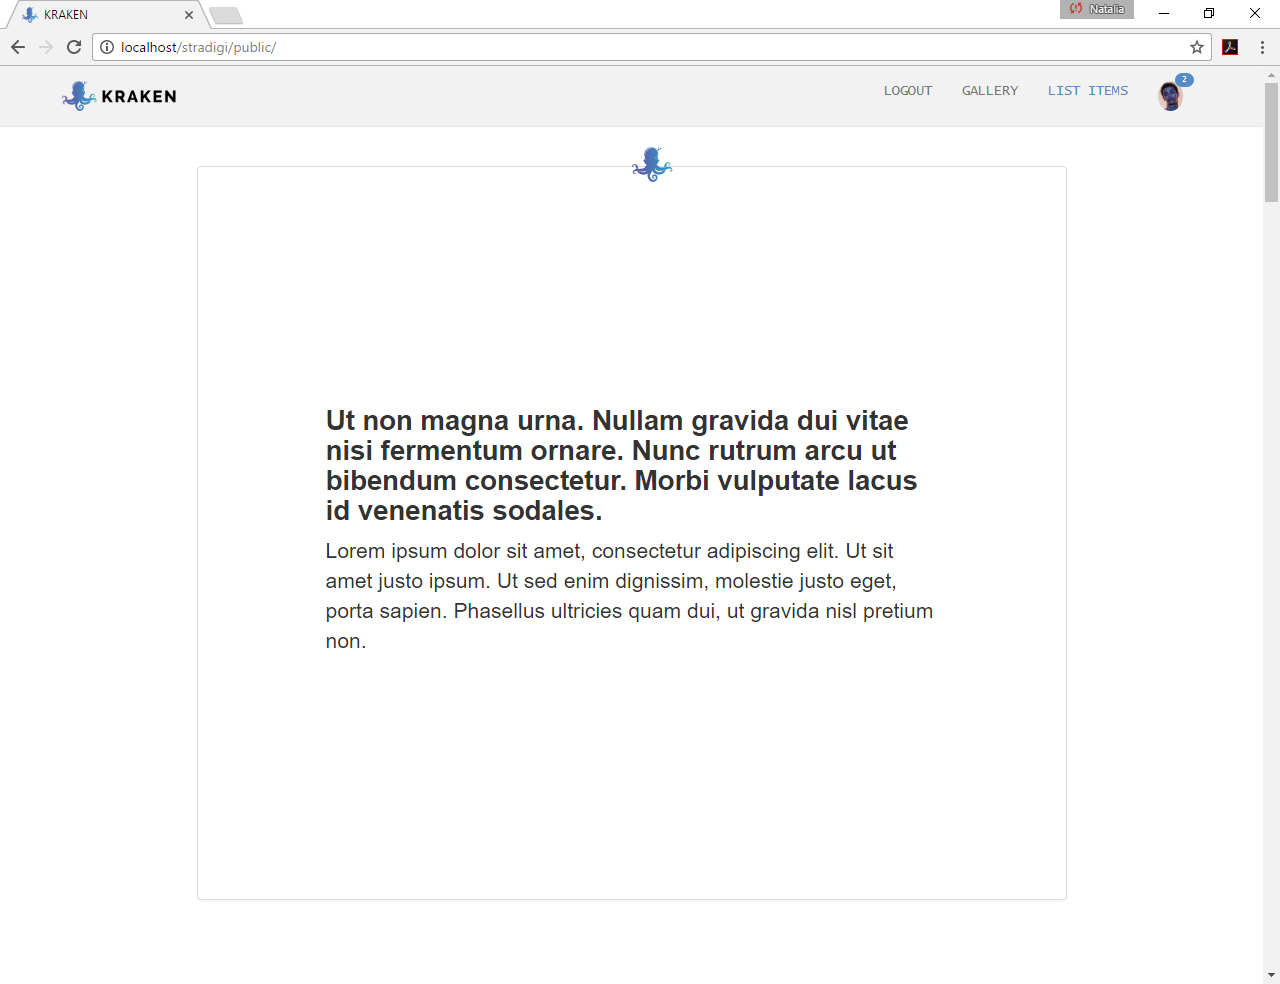 KRAKEN
Natalia
localhost/stradigi/public/
KRAKEN
LOGOUT GALLERY LIST ITEMS 2
Ut non magna urna. Nullam gravida dui vitae
nisi fermentum ornare. Nunc rutrum arcu ut
bibendum consectetur. Morbi vulputate lacus
id venenatis sodales.
Lorem ipsum dolor sit amet, consectetur adipiscing elit. Ut sit
amet justo ipsum. Ut sed enim dignissim, molestie justo eget,
porta sapien. Phasellus ultricies quam dui, ut gravida nisl pretium
non.